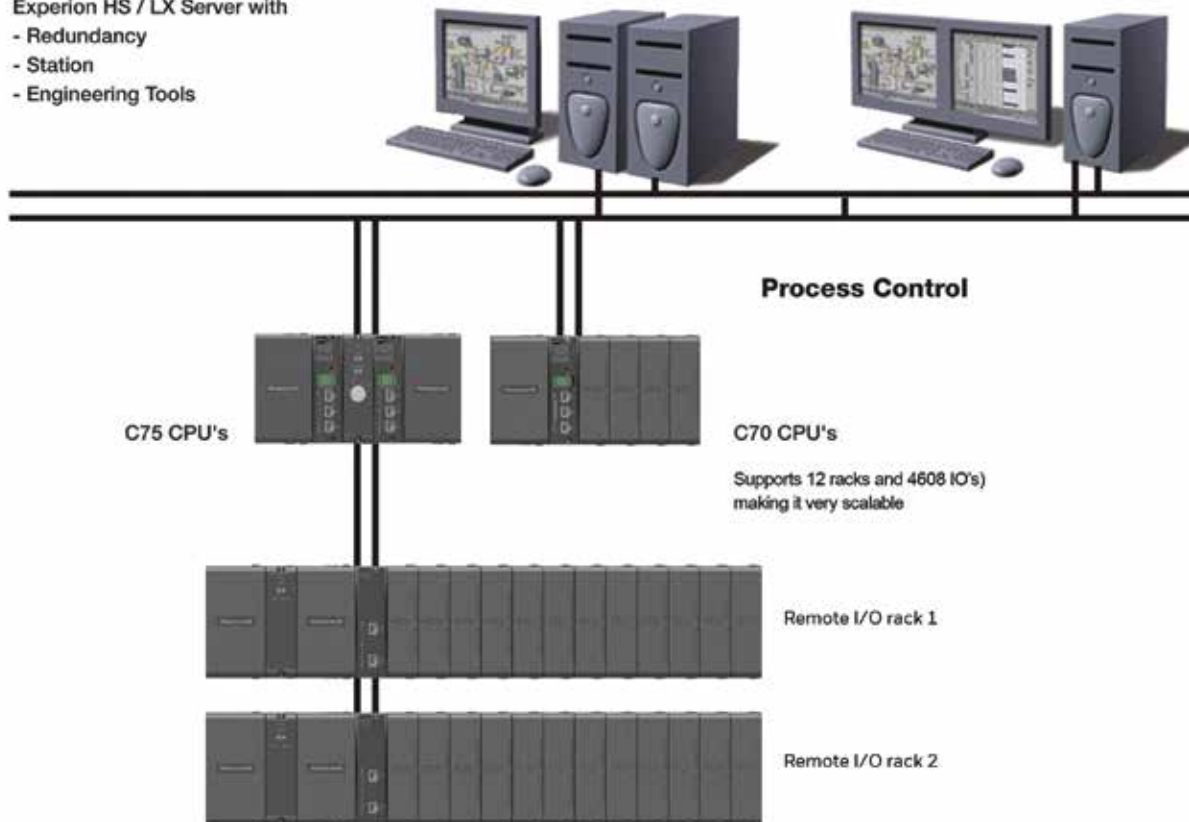 Experion HS / LX Server with
- Redundancy
- Station
- Engineering Tools
Process Control
C75 CPU's
C70 CPU's
Supports 12 racks and 4608 IO's)
making it very scalable
Remote I/O rack 1
Remote I/O rack 2